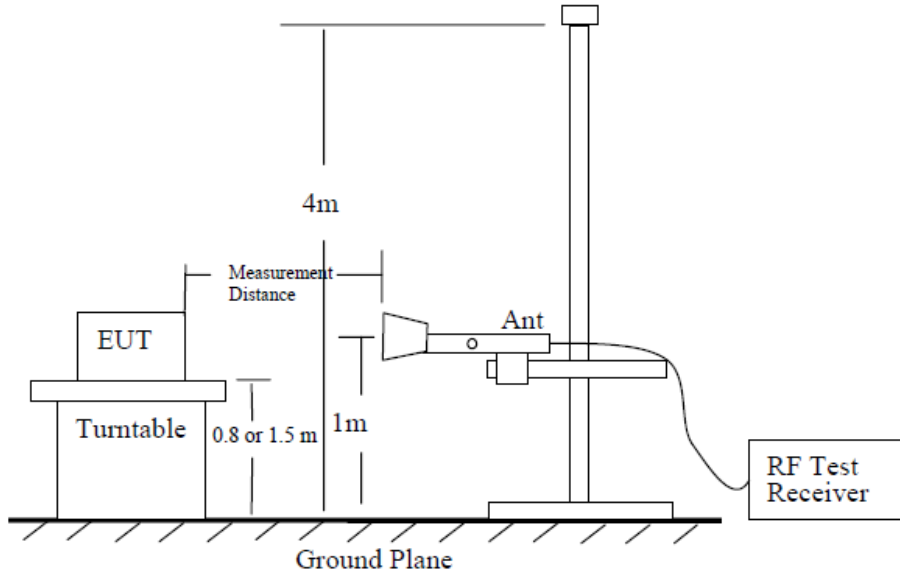 4m
Measurement
Distance
EUT
Ant
Turntable
0.8 or 1.5 m
1m
RF Test
Receiver
Ground Plane